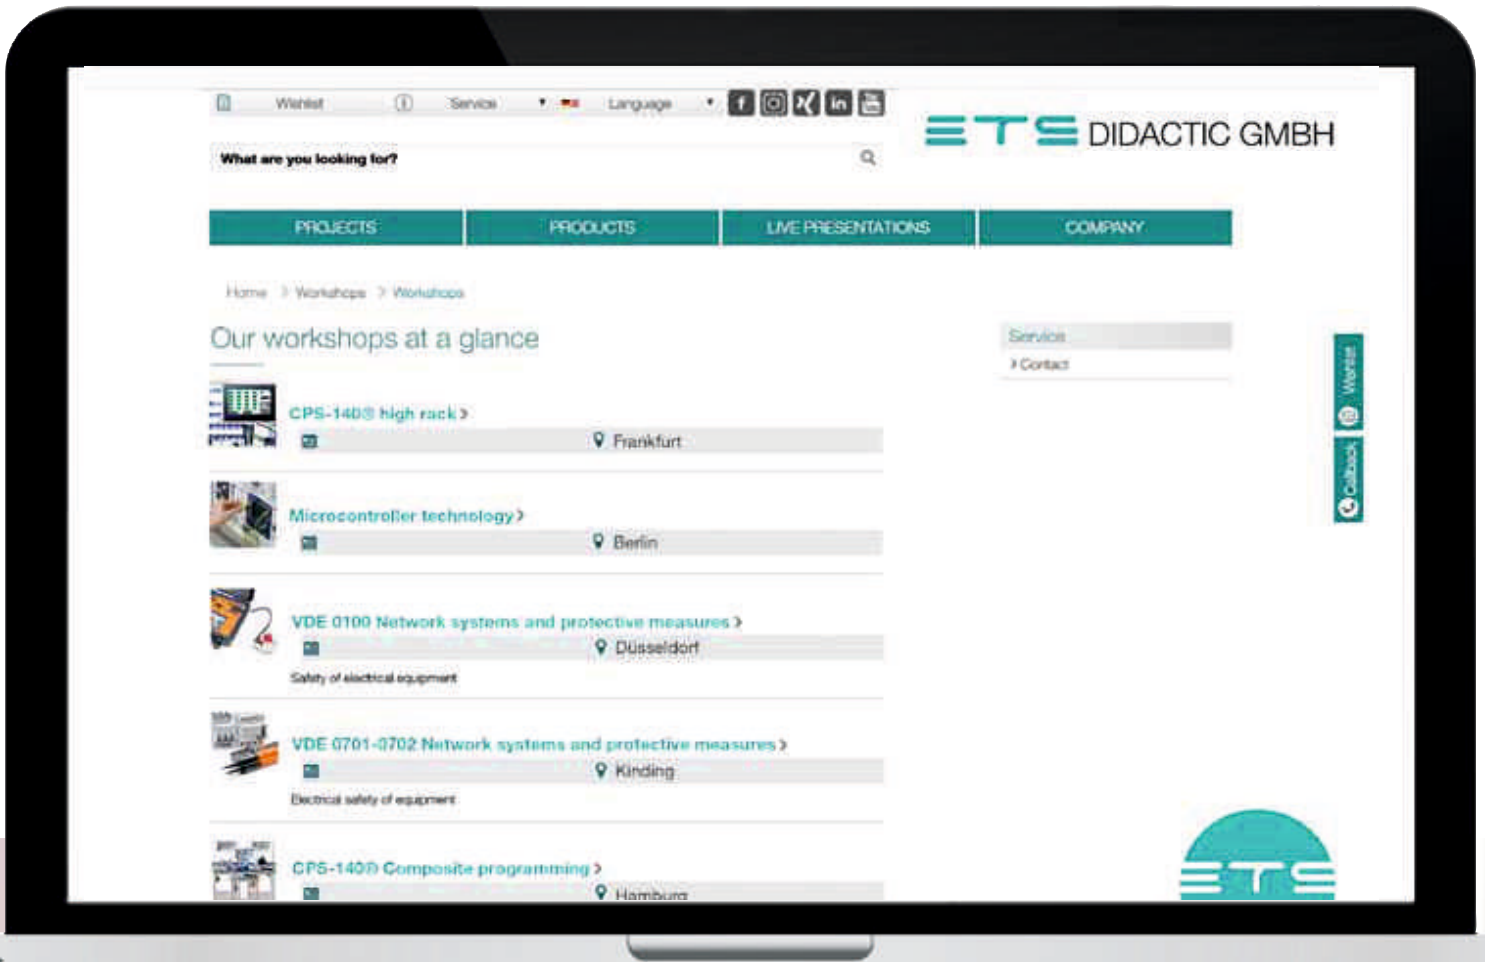 Wishlist Service Language
ETS DIDACTIC GMBH
What are you looking for?
PROJECTS PRODUCTS LIVE PRESENTATIONS COMPANY
Home > Workshops > Workshops
Our workshops at a glance
Service
> Contact
Wishlist
Callback
CPS-140® high rack >
Frankfurt
Microcontroller technology >
Berlin
VDE 0100 Network systems and protective measures >
Düsseldorf
Safety of electrical equipment
VDE 0701-0702 Network systems and protective measures >
Kinding
Electrical safety of equipment
CPS-140® Composite programming >
Hamburg
ETS